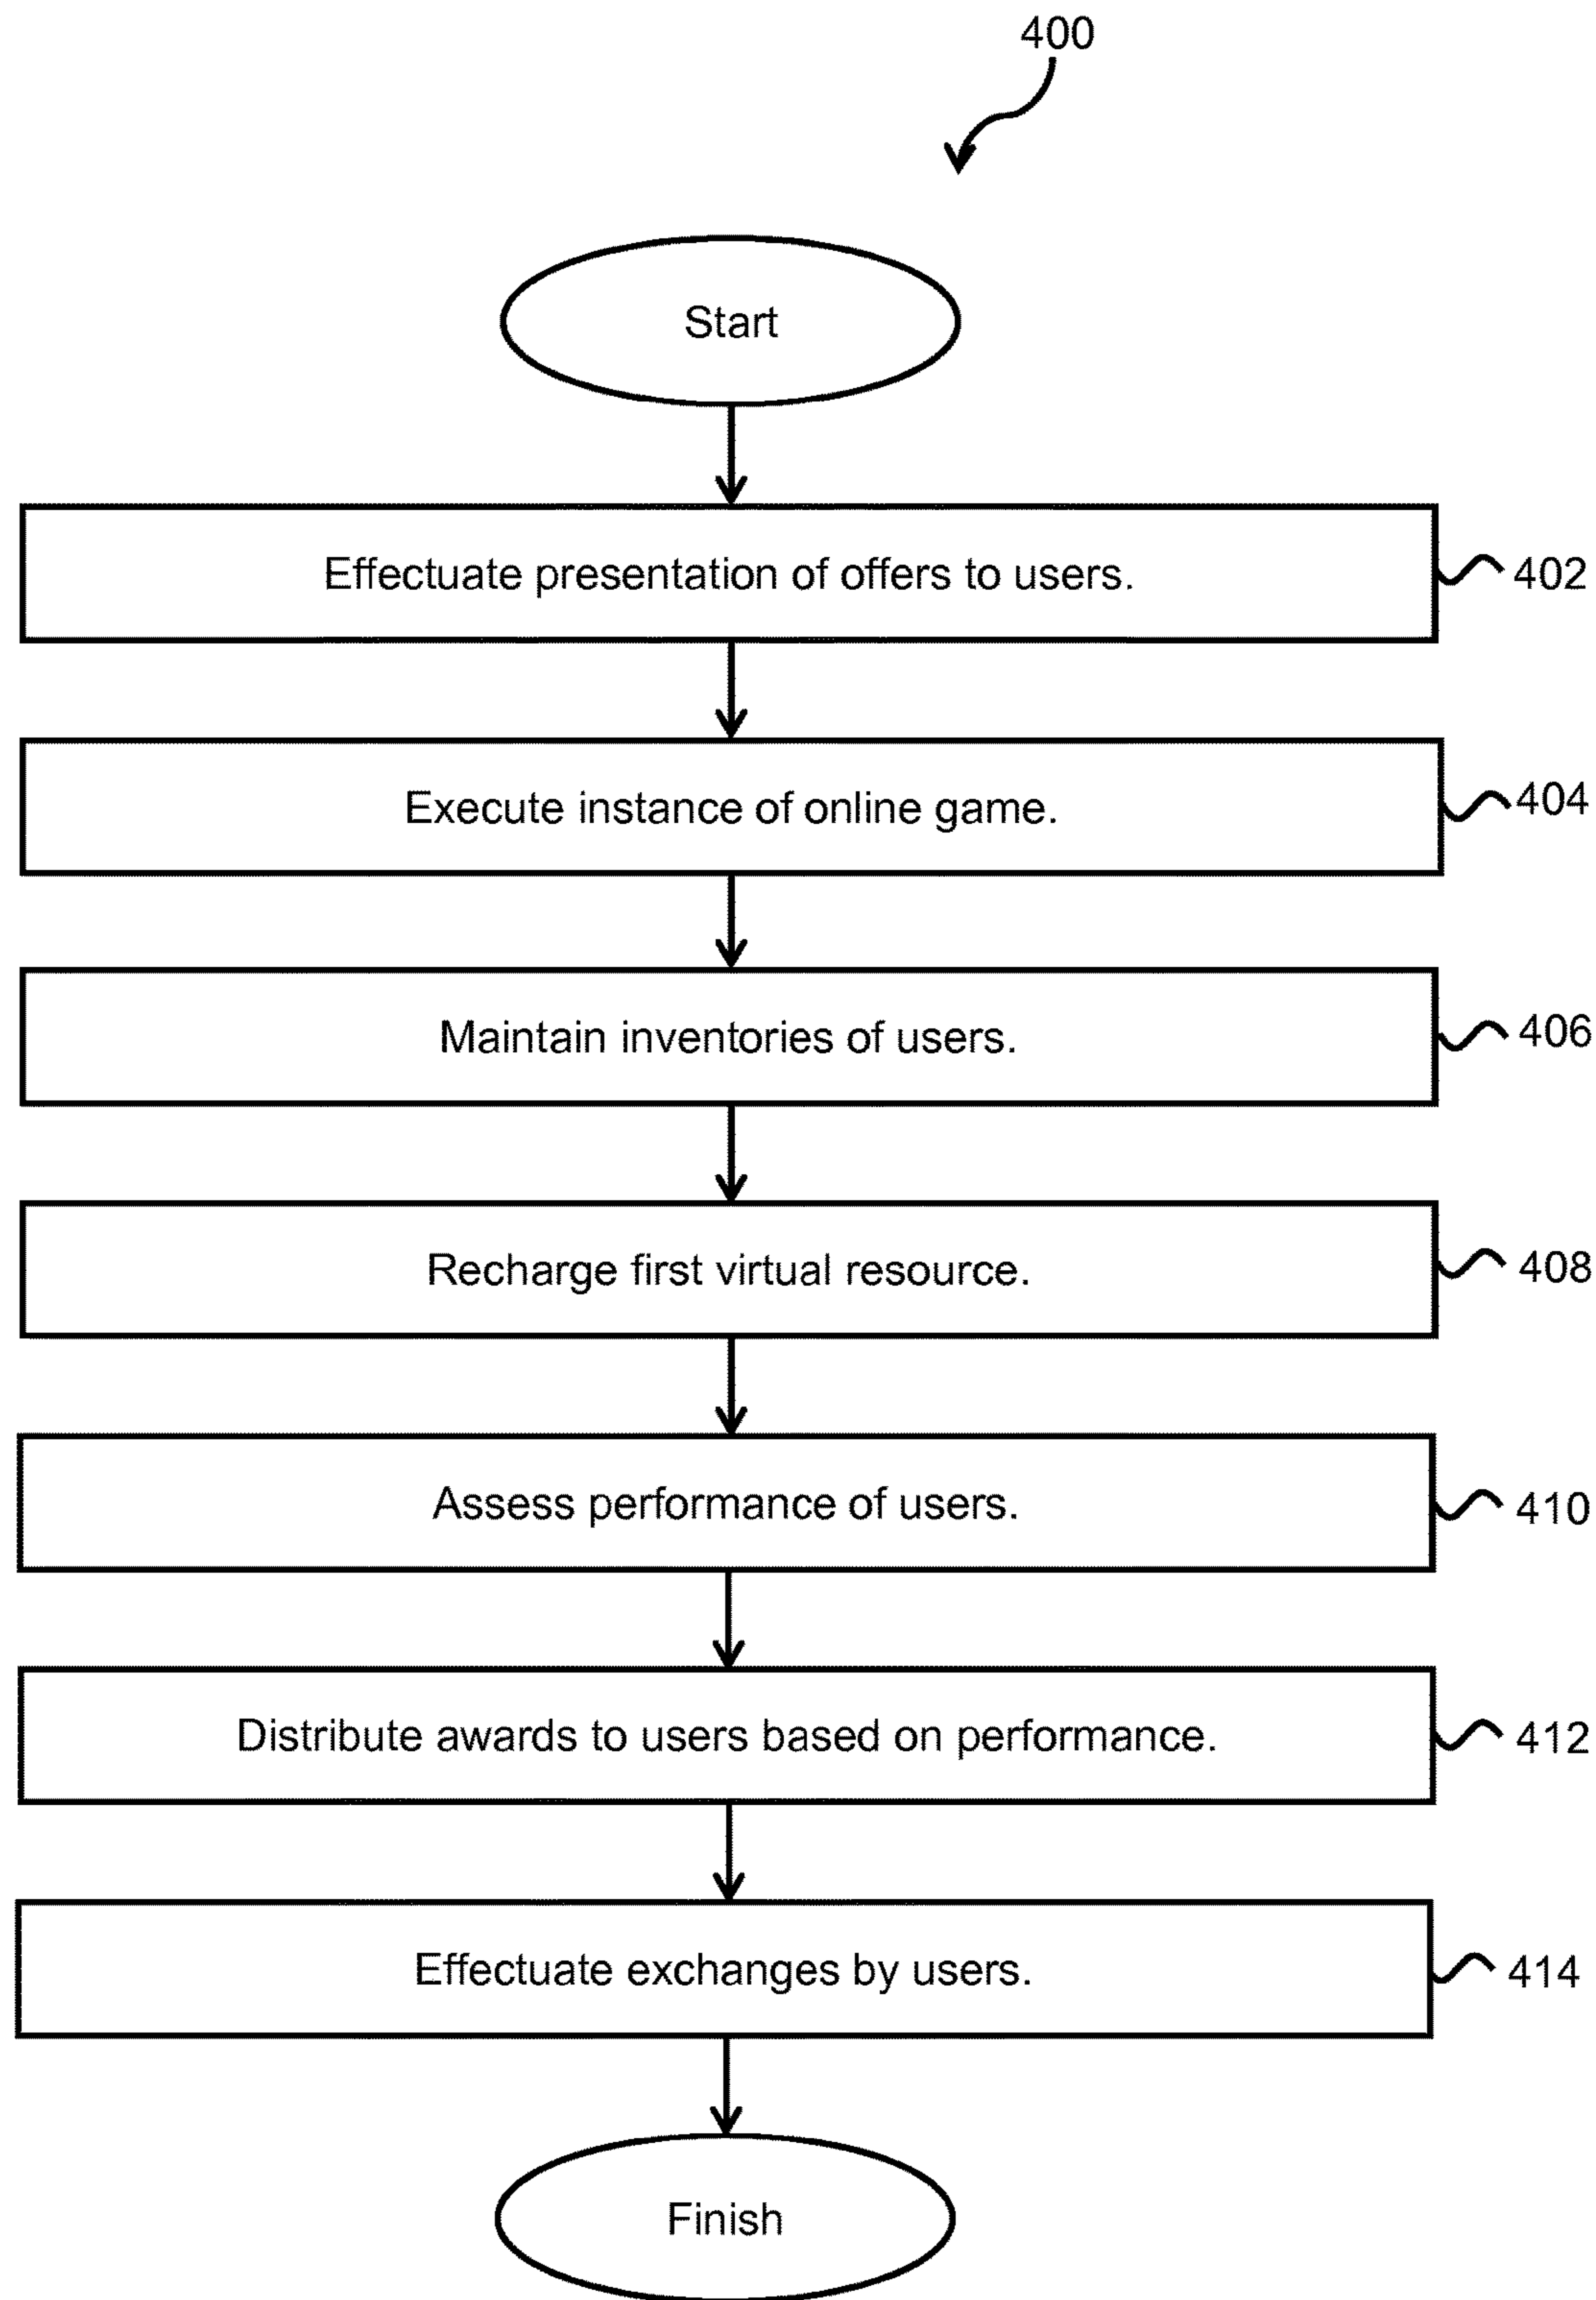 400
Start
Effectuate presentation of offers to users.
402
Execute instance of online game.
404
Maintain inventories of users.
406
Recharge first virtual resource.
408
Assess performance of users.
410
Distribute awards to users based on performance.
412
Effectuate exchanges by users.
414
Finish